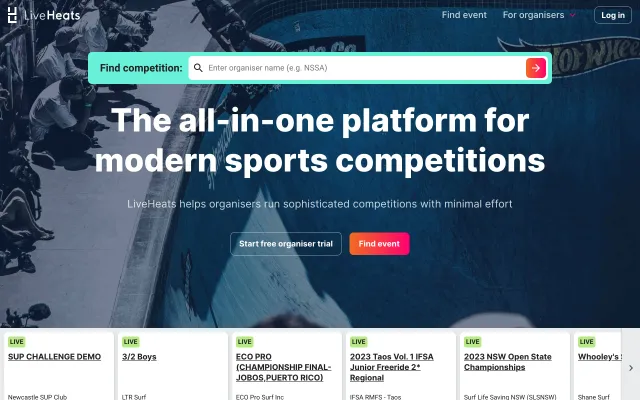 LiveHeats
Find event
For organisers
Log in
Find competition:
Enter organiser name (e.g. NSSA)
The all-in-one platform for
modern sports competitions
LiveHeats helps organisers run sophisticated competitions with minimal effort
Start free organiser trial
Find event
LIVE
SUP CHALLENGE DEMO
Newcastle SUP Club
LIVE
3/2 Boys
LTR Surf
LIVE
ECO PRO
(CHAMPIONSHIP FINAL-
JOBOS,PUERTO RICO)
ECO Pro Surf Inc
LIVE
2023 Taos Vol. 1 IFSA
Junior Freeride 2*
Regional
IFSA RMFS - Taos
LIVE
2023 NSW Open State
Championships
Surf Life Saving NSW (SLSNSW)
LIVE
Whooley's
Shane Surf